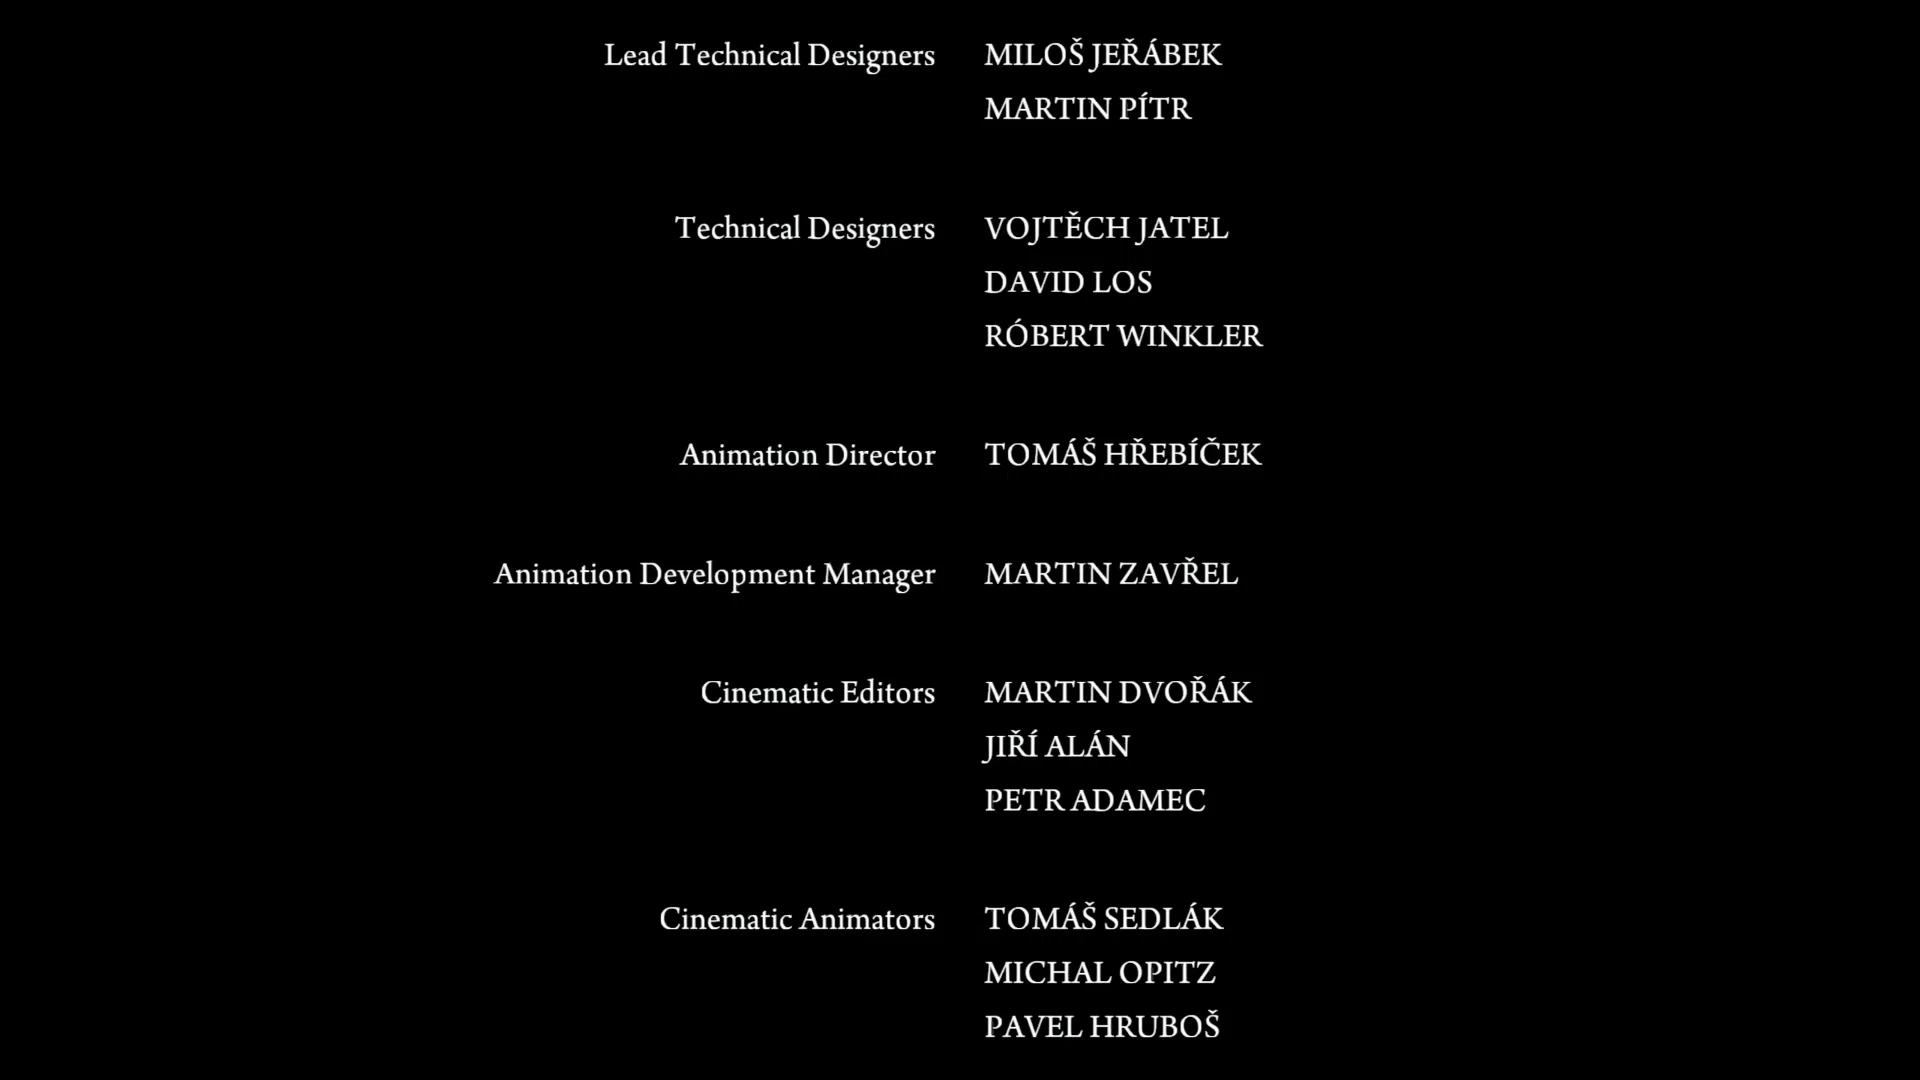 Lead Technical Designers MILOŠ JEŘÁBEK
MARTIN PÍTR
Technical Designers VOJTĚCH JATEL
DAVID LOS
RÓBERT WINKLER
Animation Director TOMÁŠ HŘEBÍČEK
Animation Development Manager MARTIN ZAVŘEL
Cinematic Editors MARTIN DVOŘÁK
JIŘÍ ALÁN
PETR ADAMEC
Cinematic Animators TOMÁŠ SEDLÁK
MICHAL OPITZ
PAVEL HRUBOŠ